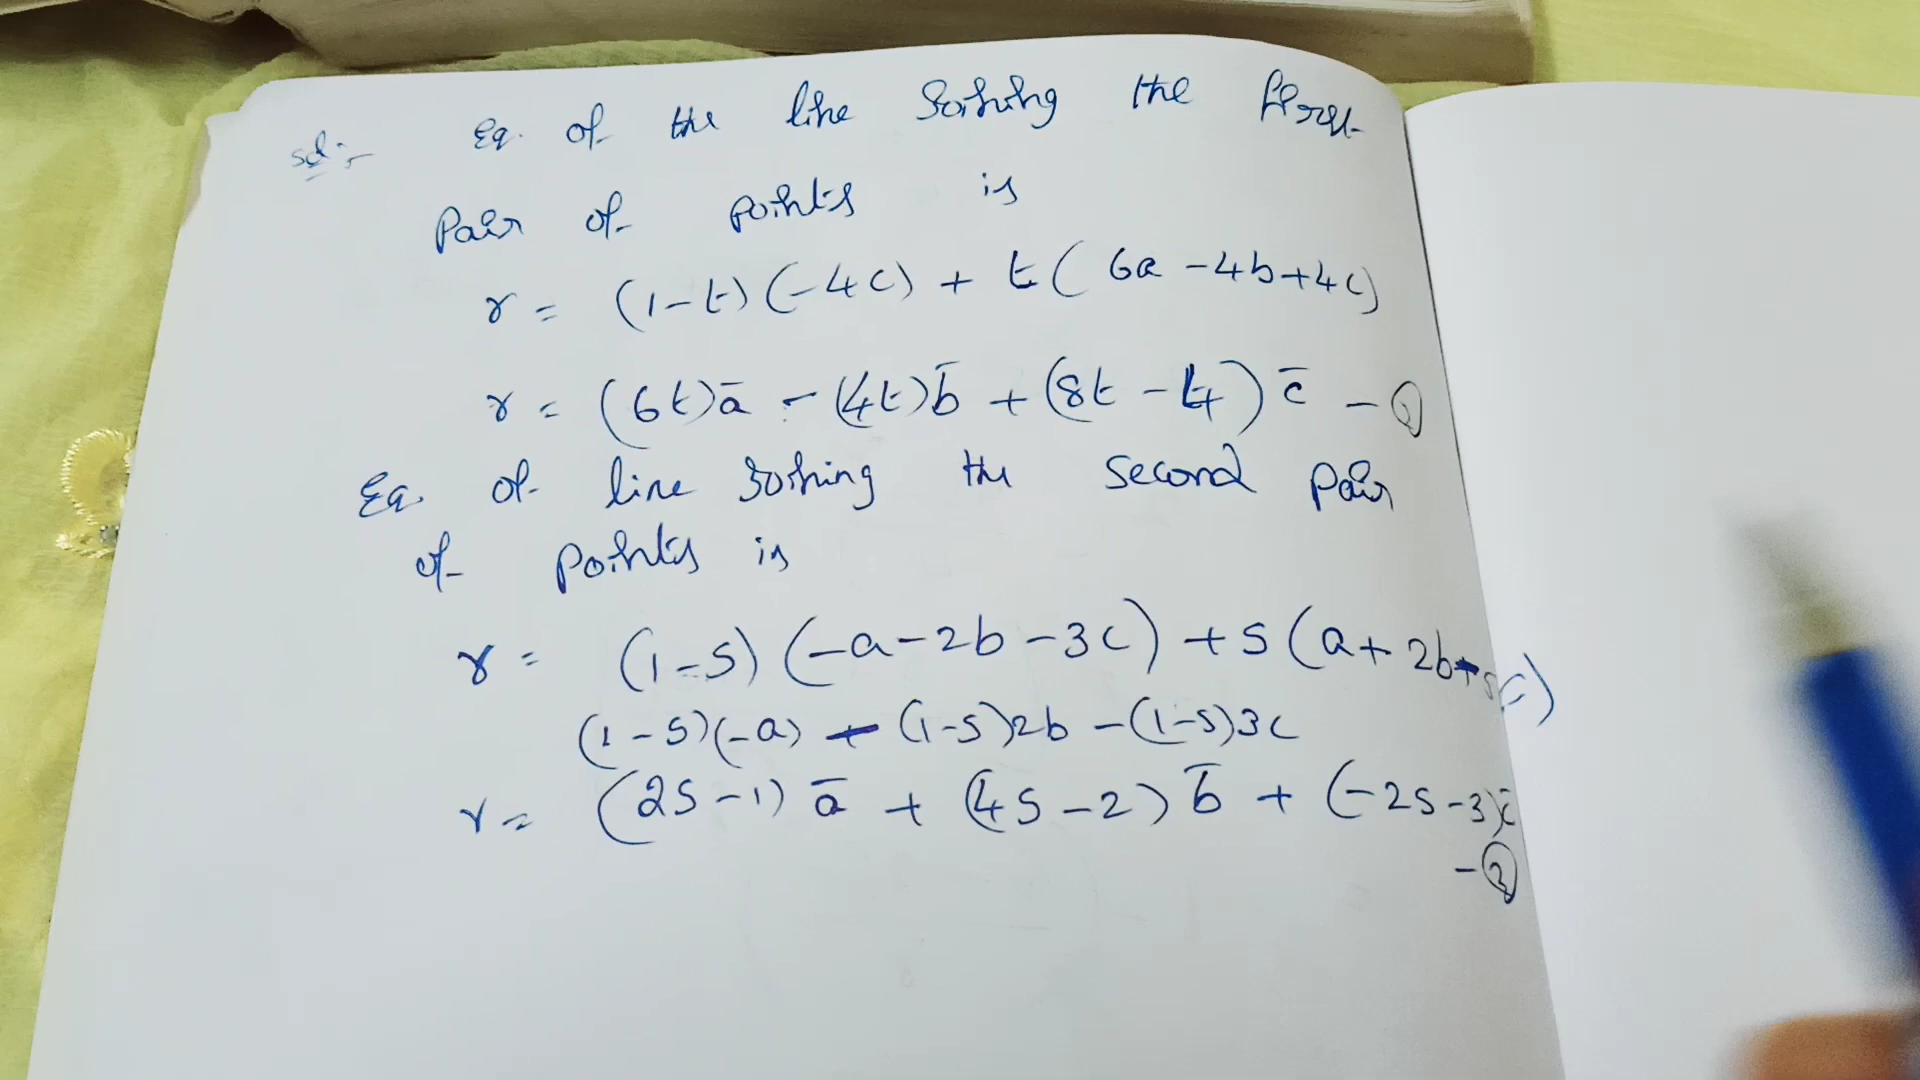 Sol:-
Eq. of the line joining the first
Pair of points is
r = (1-t)(-4c) + t(6a -4b+4c)
r = (6t)a̅ - (4t)b̅ + (8t-4)c̅ -①
Eq. of line joining the second pair
of points is
r = (1-s)(-a-2b-3c) +s(a+2b-5c)
(1-s)(-a) - (1-s)2b -(1-s)3c
r = (2s-1)a̅ + (4s-2)b̅ + (-2s-3)c̅
-②